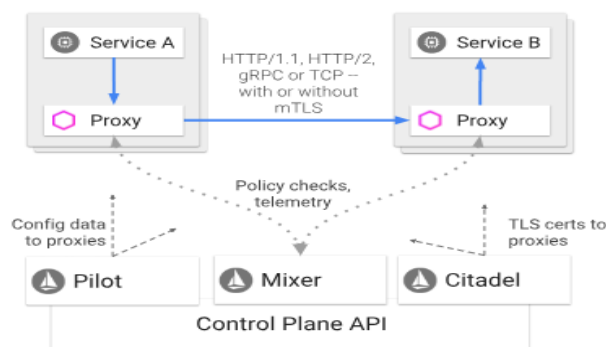 Service A
Service B
HTTP/1.1, HTTP/2,
gRPC or TCP --
with or without
mTLS
Proxy
Proxy
Policy checks,
telemetry
Config data
to proxies
TLS certs to
proxies
Pilot
Mixer
Citadel
Control Plane API